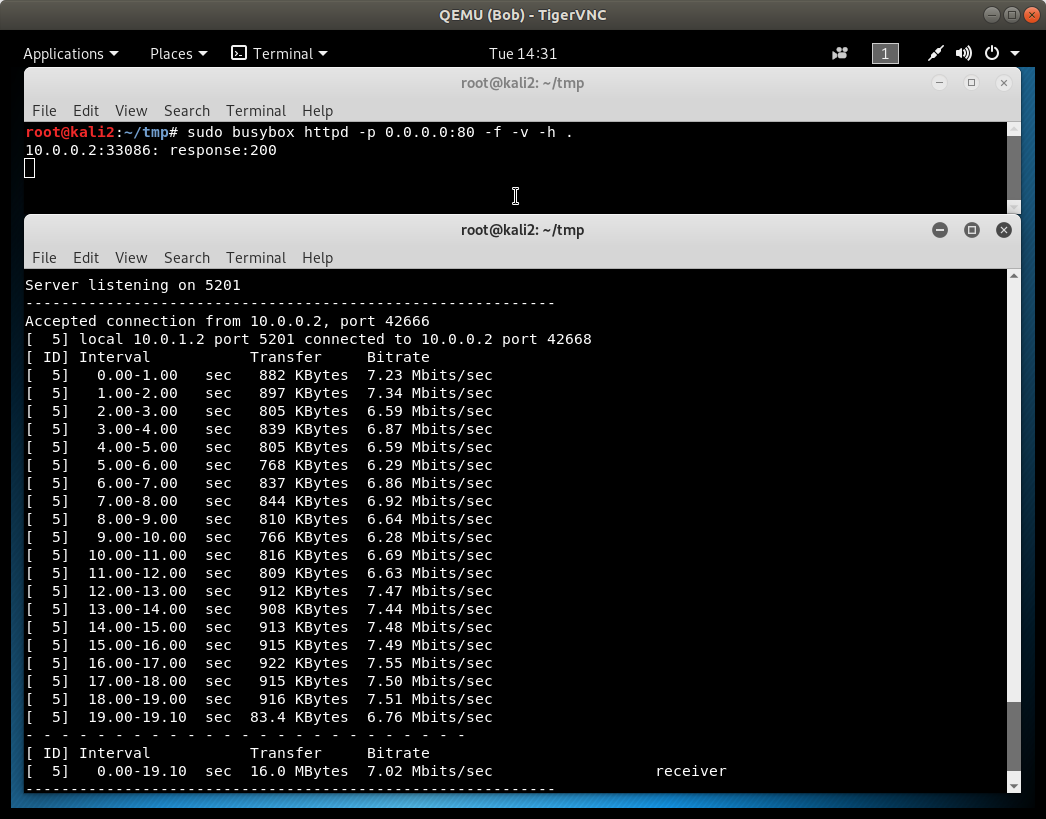 QEMU (Bob) - TigerVNC
Applications Places Terminal Tue 14:31 1
root@kali2: ~/tmp
File Edit View Search Terminal Help
root@kali2:~/tmp# sudo busybox httpd -p 0.0.0.0:80 -f -v -h .
10.0.0.2:33086: response:200
root@kali2: ~/tmp
File Edit View Search Terminal Help
Server listening on 5201
-----------------------------------------------------------
Accepted connection from 10.0.0.2, port 42666
[  5] local 10.0.1.2 port 5201 connected to 10.0.0.2 port 42668
[ ID] Interval           Transfer     Bitrate
[  5]   0.00-1.00   sec   882 KBytes  7.23 Mbits/sec
[  5]   1.00-2.00   sec   897 KBytes  7.34 Mbits/sec
[  5]   2.00-3.00   sec   805 KBytes  6.59 Mbits/sec
[  5]   3.00-4.00   sec   839 KBytes  6.87 Mbits/sec
[  5]   4.00-5.00   sec   805 KBytes  6.59 Mbits/sec
[  5]   5.00-6.00   sec   768 KBytes  6.29 Mbits/sec
[  5]   6.00-7.00   sec   837 KBytes  6.86 Mbits/sec
[  5]   7.00-8.00   sec   844 KBytes  6.92 Mbits/sec
[  5]   8.00-9.00   sec   810 KBytes  6.64 Mbits/sec
[  5]   9.00-10.00  sec   766 KBytes  6.28 Mbits/sec
[  5]  10.00-11.00  sec   816 KBytes  6.69 Mbits/sec
[  5]  11.00-12.00  sec   809 KBytes  6.63 Mbits/sec
[  5]  12.00-13.00  sec   912 KBytes  7.47 Mbits/sec
[  5]  13.00-14.00  sec   908 KBytes  7.44 Mbits/sec
[  5]  14.00-15.00  sec   913 KBytes  7.48 Mbits/sec
[  5]  15.00-16.00  sec   915 KBytes  7.49 Mbits/sec
[  5]  16.00-17.00  sec   922 KBytes  7.55 Mbits/sec
[  5]  17.00-18.00  sec   915 KBytes  7.50 Mbits/sec
[  5]  18.00-19.00  sec   916 KBytes  7.51 Mbits/sec
[  5]  19.00-19.10  sec  83.4 KBytes  6.76 Mbits/sec
- - - - - - - - - - - - - - - - - - - - - - - - -
[ ID] Interval           Transfer     Bitrate
[  5]   0.00-19.10  sec  16.0 MBytes  7.02 Mbits/sec                  receiver
-----------------------------------------------------------